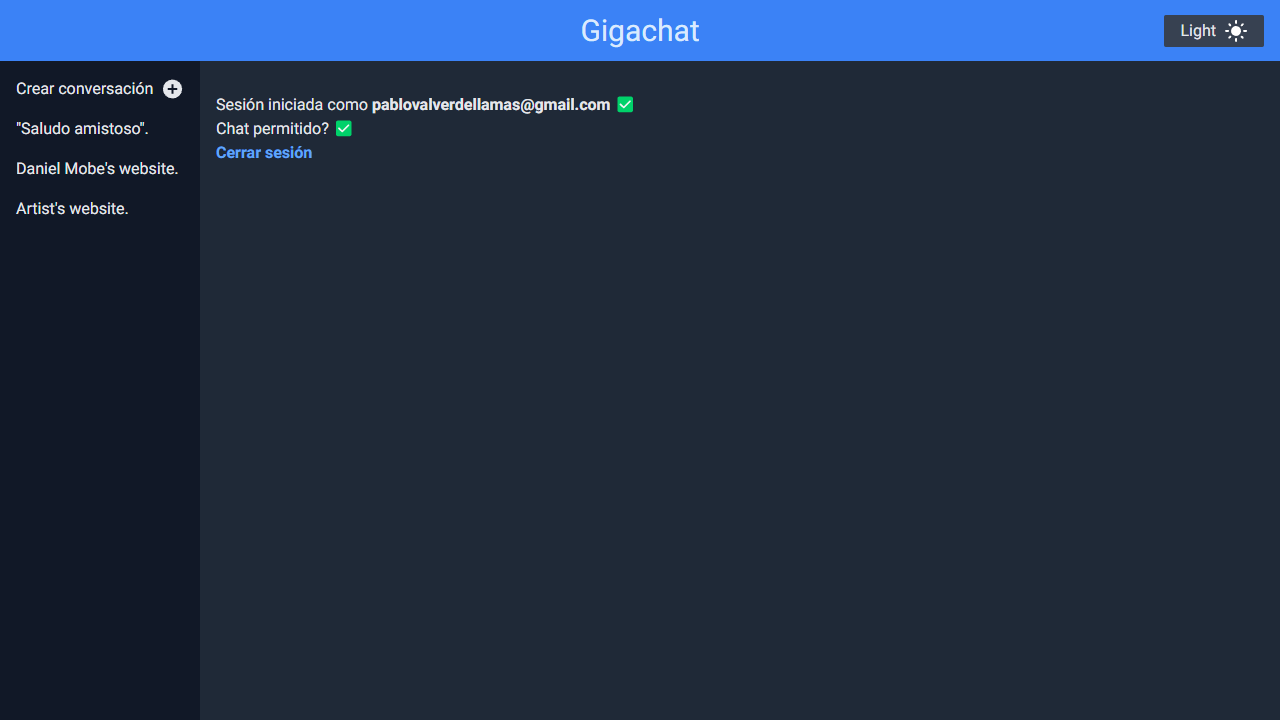 Gigachat
Light
Crear conversación
"Saludo amistoso".
Daniel Mobe's website.
Artist's website.
Sesión iniciada como pablovalverdellamas@gmail.com ✅
Chat permitido? ✅
Cerrar sesión